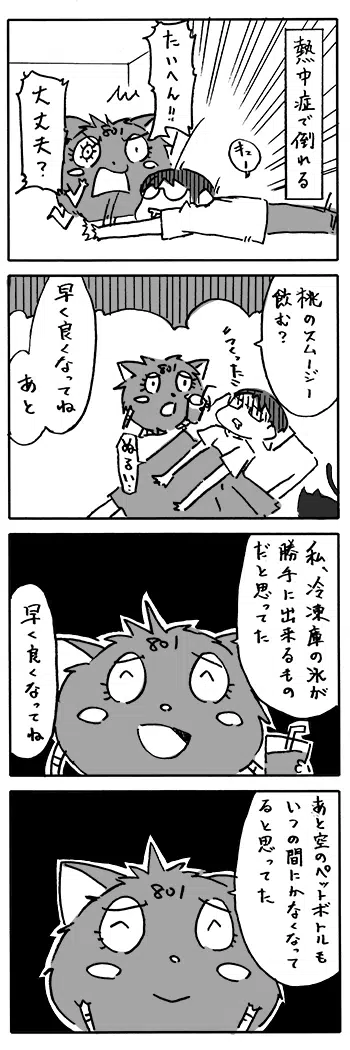 熱中症で倒れる
キュー
たいへん!!
801
大丈夫?
桃のスムージー
飲む?
つくった
801
早く良くなってね
あと
ぬるい…
私、冷凍庫の氷が
勝手に出来るもの
だと思ってた
801
早く良くなってね
あと空のペットボトルも
いつの間にかなくなって
ると思ってた
801